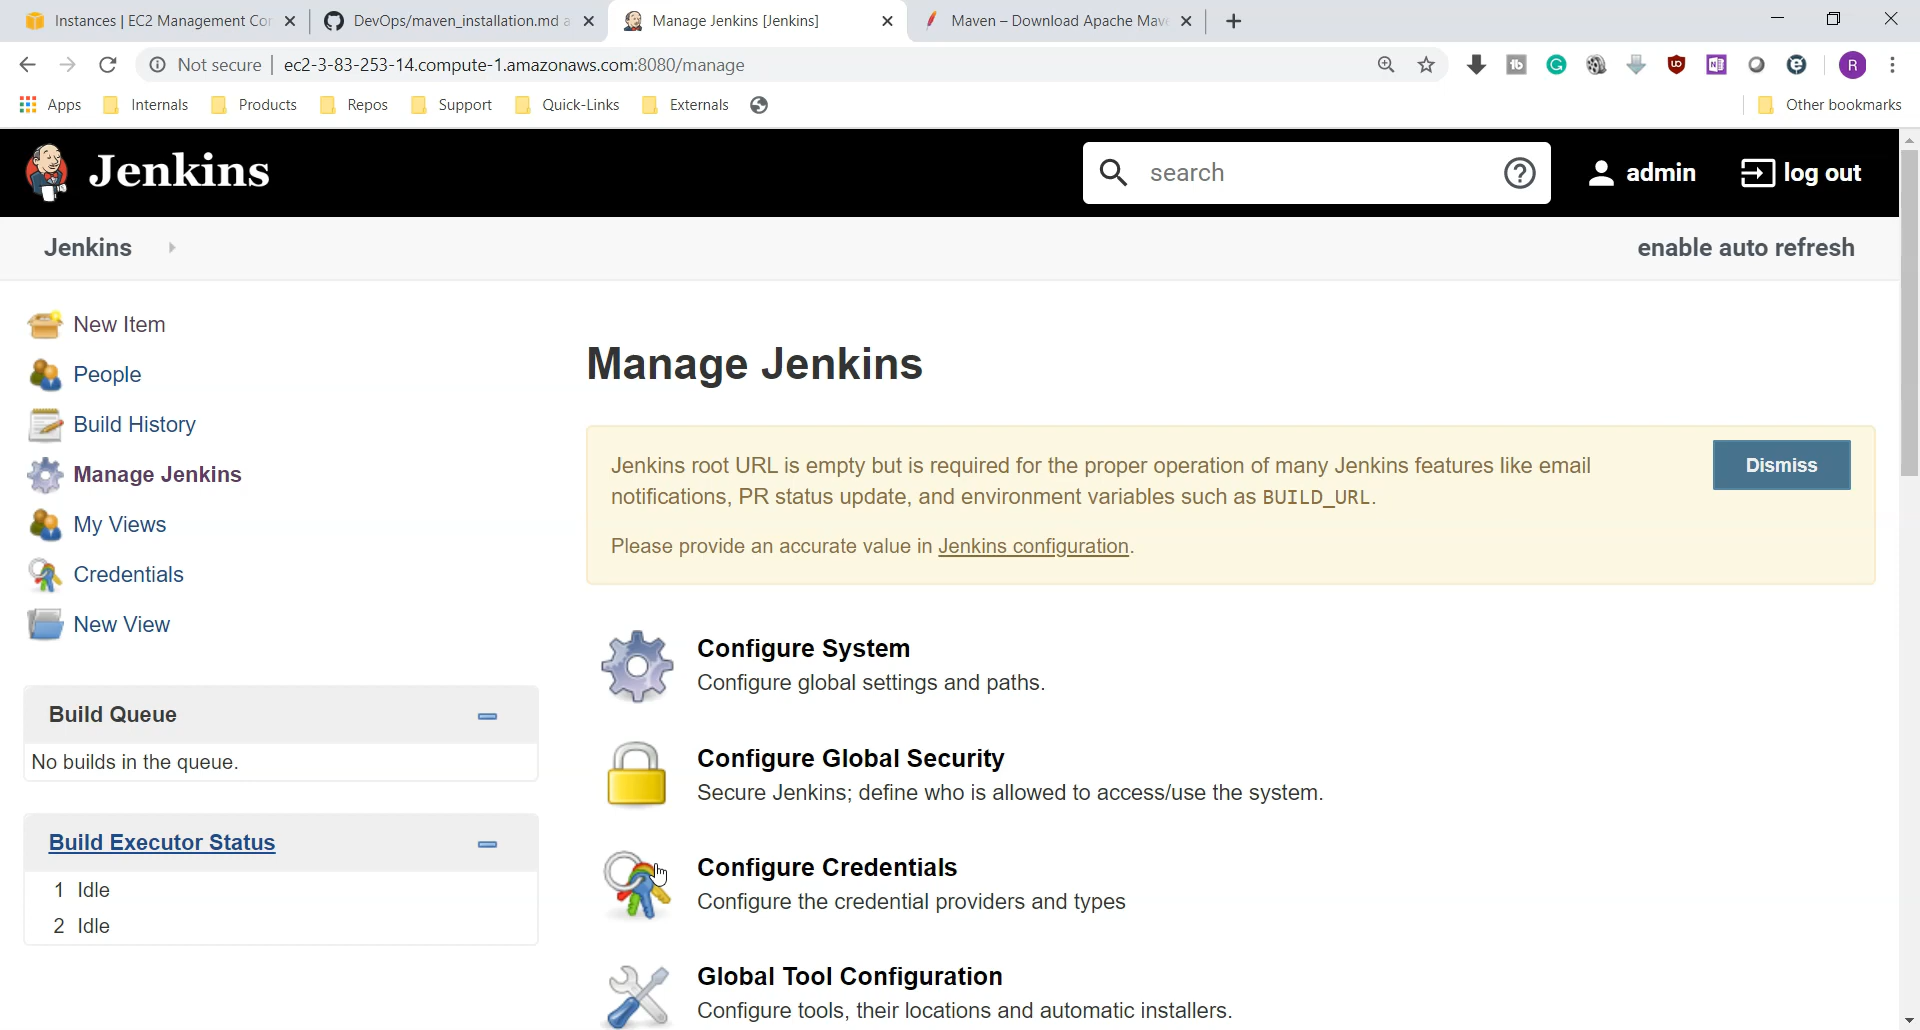 Instances | EC2 Management Co
DevOps/maven_installation.md a
Manage Jenkins [Jenkins]
Maven – Download Apache Mav
Not secure | ec2-3-83-253-14.compute-1.amazonaws.com:8080/manage
R
Apps
Internals
Products
Repos
Support
Quick-Links
Externals
Other bookmarks
Jenkins
search
admin
log out
Jenkins
enable auto refresh
New Item
People
Build History
Manage Jenkins
My Views
Credentials
New View
Build Queue
No builds in the queue.
Build Executor Status
1 Idle
2 Idle
Manage Jenkins
Jenkins root URL is empty but is required for the proper operation of many Jenkins features like email
notifications, PR status update, and environment variables such as BUILD_URL.
Dismiss
Please provide an accurate value in Jenkins configuration.
Configure System
Configure global settings and paths.
Configure Global Security
Secure Jenkins; define who is allowed to access/use the system.
Configure Credentials
Configure the credential providers and types
Global Tool Configuration
Configure tools, their locations and automatic installers.